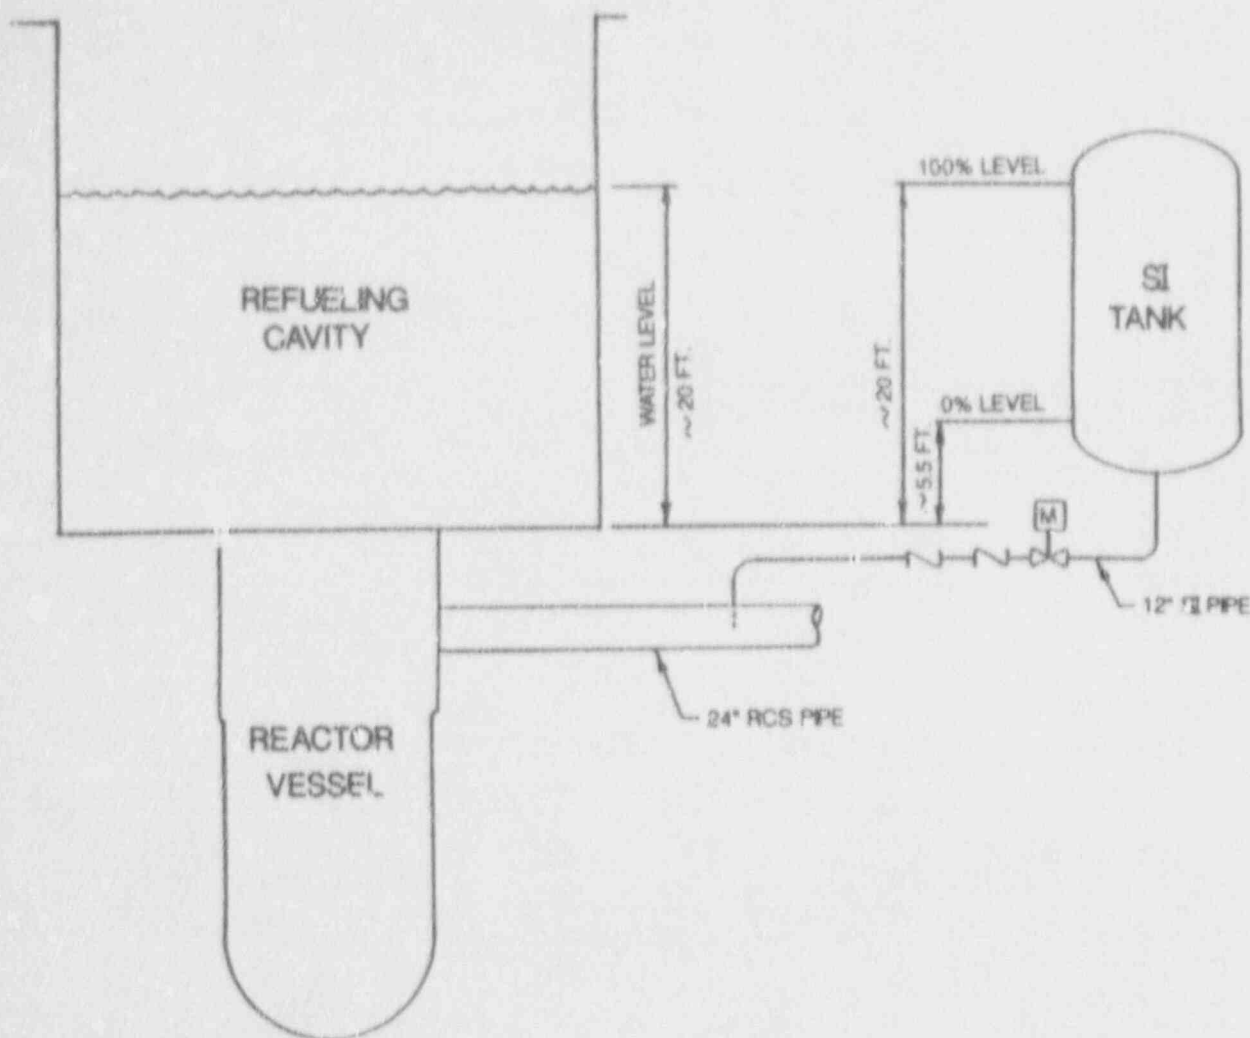 REFUELING
CAVITY
WATER LEVEL
~20 FT.
100% LEVEL
~20 FT.
0% LEVEL
~5.5 FT.
SI
TANK
M
12" SI PIPE
24" RCS PIPE
REACTOR
VESSEL